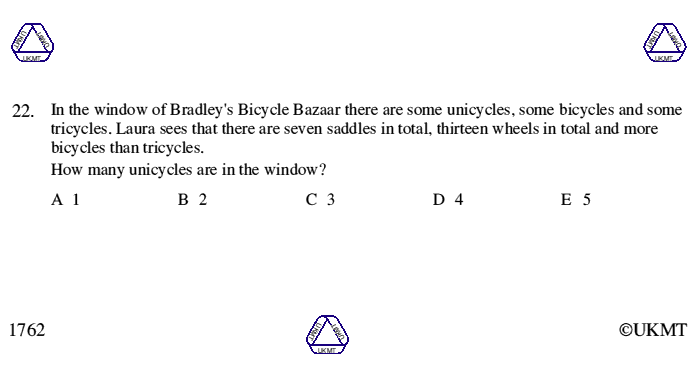 22. In the window of Bradley's Bicycle Bazaar there are some unicycles, some bicycles and some
tricycles. Laura sees that there are seven saddles in total, thirteen wheels in total and more
bicycles than tricycles.
How many unicycles are in the window?
A 1 B 2 C 3 D 4 E 5
1762
UKMT
©UKMT